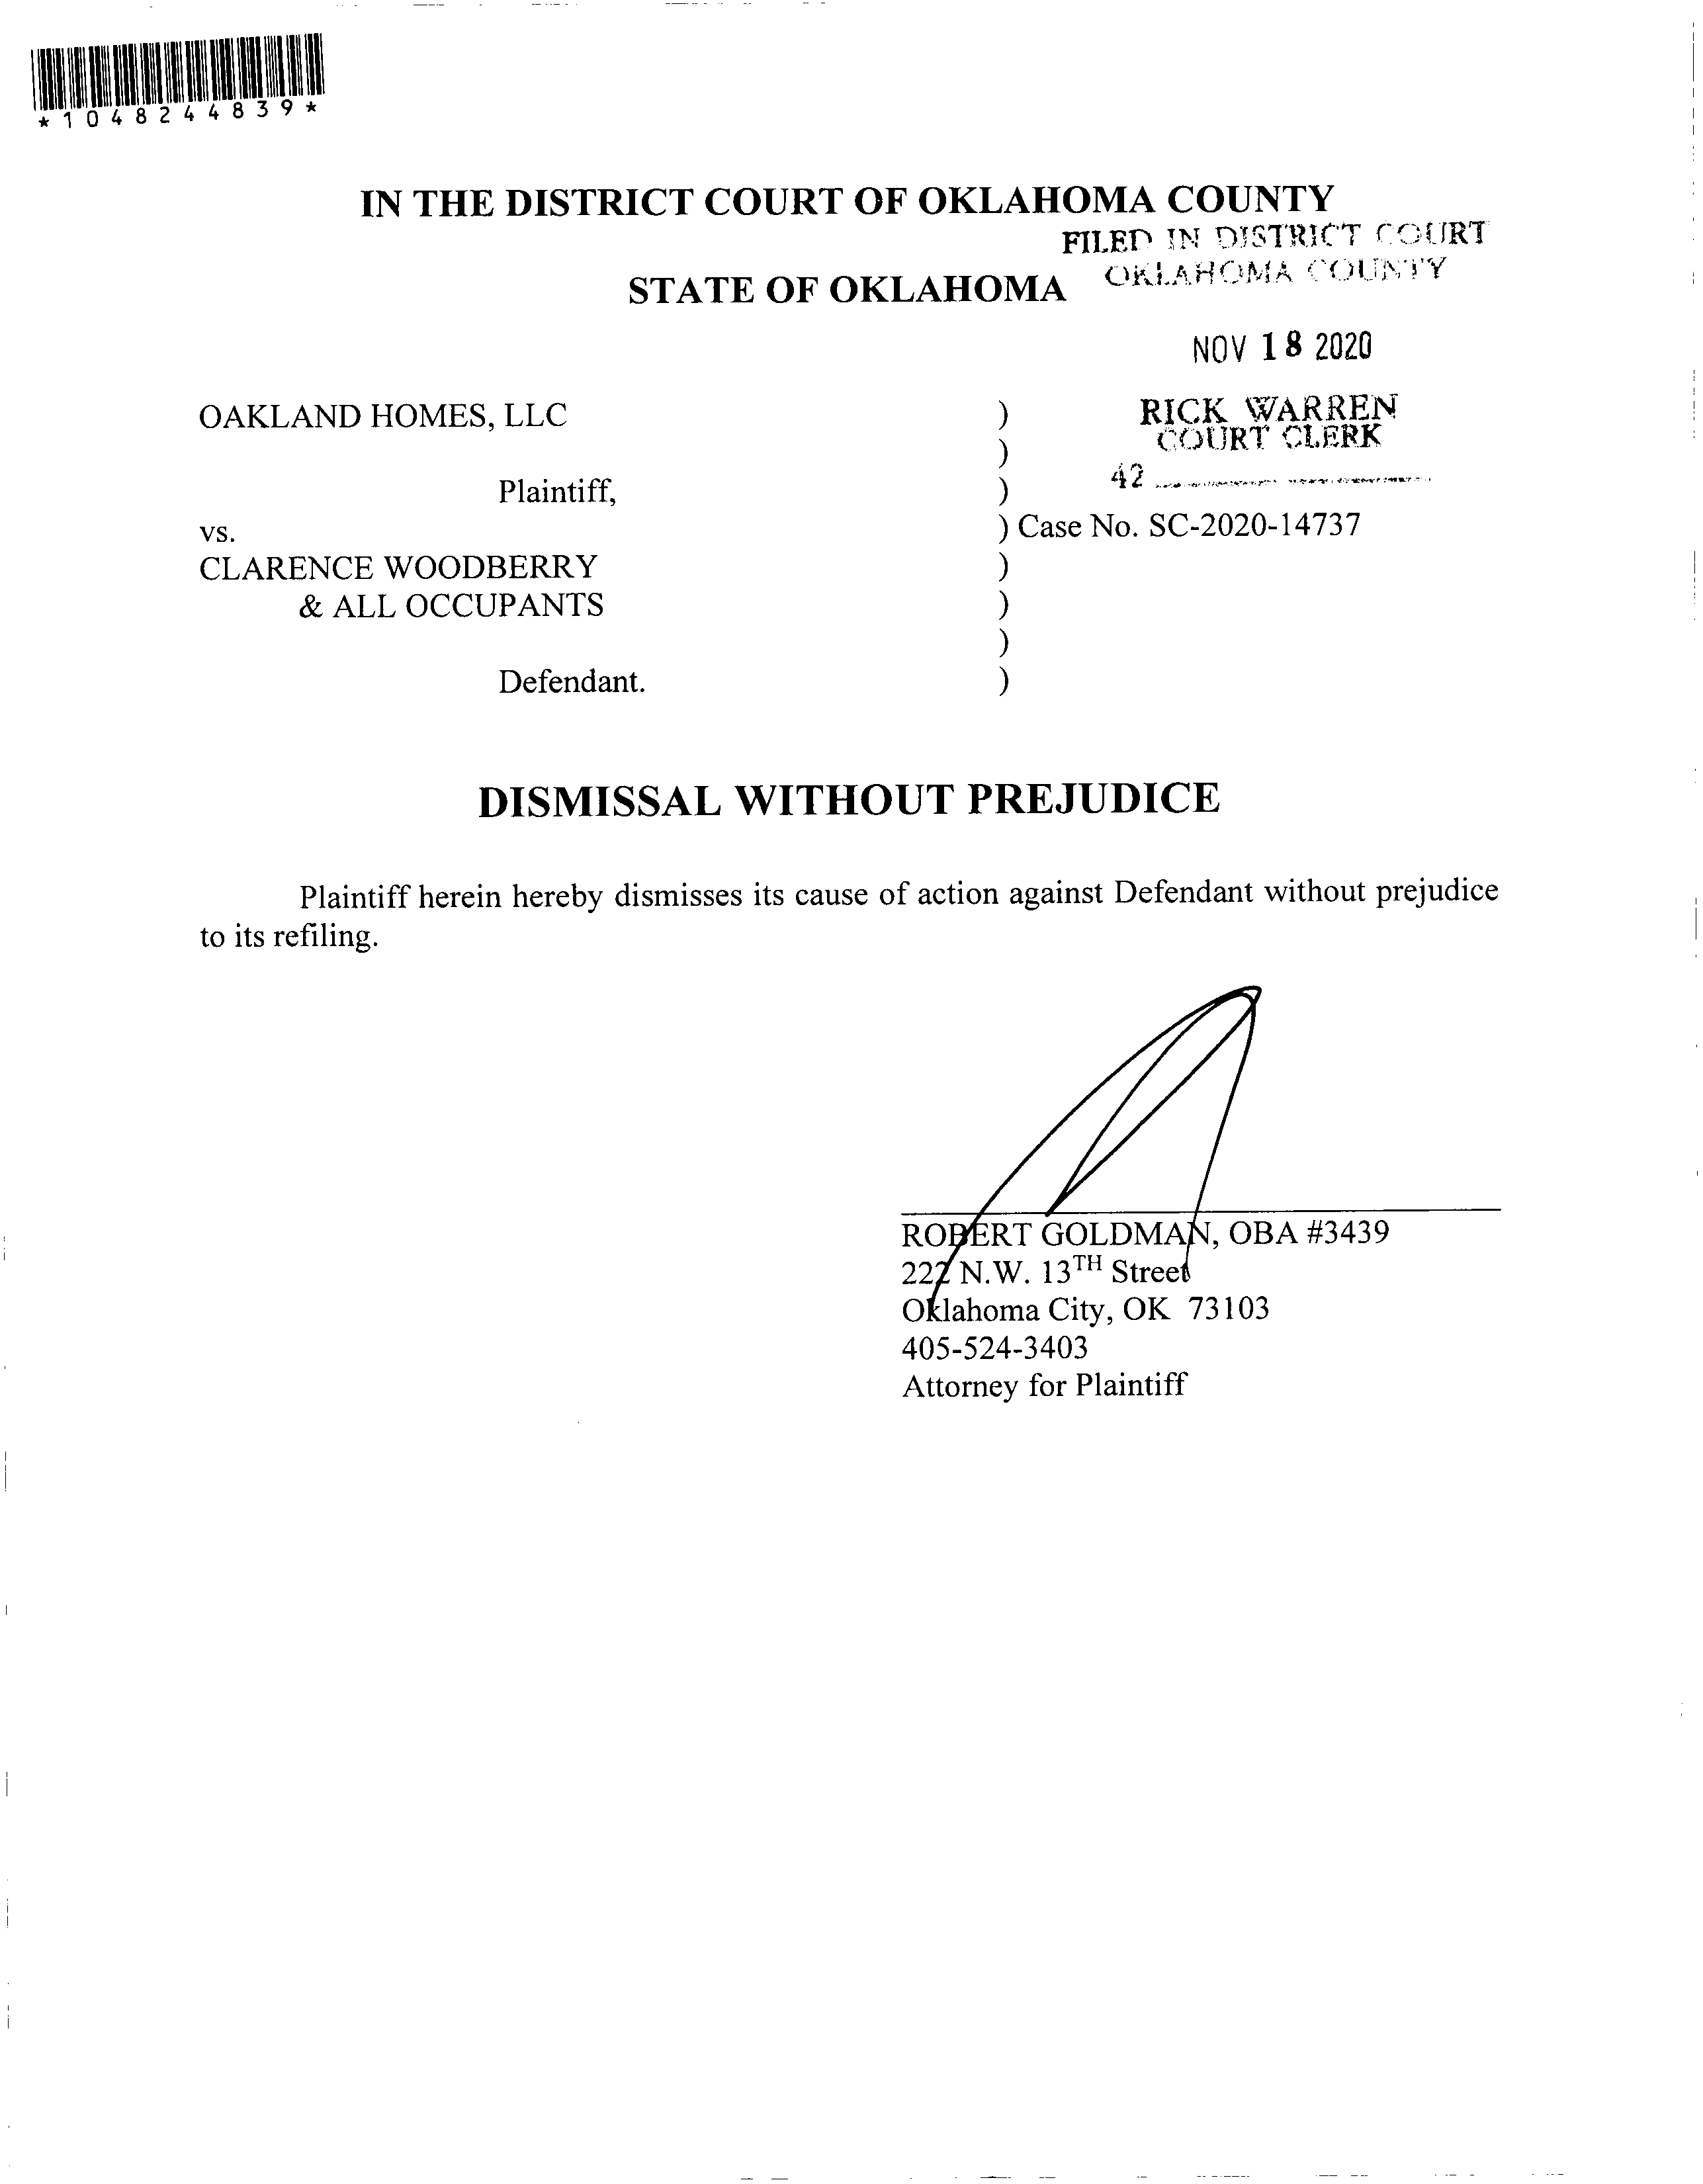 *1048244839*
IN THE DISTRICT COURT OF OKLAHOMA COUNTY
FILED IN DISTRICT COURT
OKLAHOMA COUNTY
STATE OF OKLAHOMA
NOV 18 2020
OAKLAND HOMES, LLC )
RICK WARREN
COURT CLERK
)
42
Plaintiff, )
vs. ) Case No. SC-2020-14737
CLARENCE WOODBERRY )
& ALL OCCUPANTS )
)
Defendant. )
DISMISSAL WITHOUT PREJUDICE
Plaintiff herein hereby dismisses its cause of action against Defendant without prejudice
to its refiling.
ROBERT GOLDMAN, OBA #3439
222 N.W. 13TH Street
Oklahoma City, OK 73103
405-524-3403
Attorney for Plaintiff